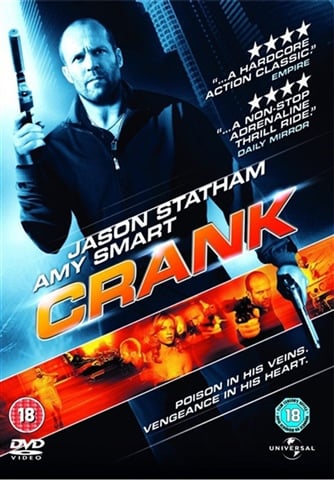 ★★★★
"...A HARDCORE
ACTION CLASSIC."
EMPIRE
★★★★
"...A NON-STOP
ADRENALINE
THRILL RIDE."
DAILY MIRROR
JASON STATHAM
AMY SMART
CRANK
POISON IN HIS VEINS.
VENGEANCE IN HIS HEART.
18
18
DVD
VIDEO
UNIVERSAL